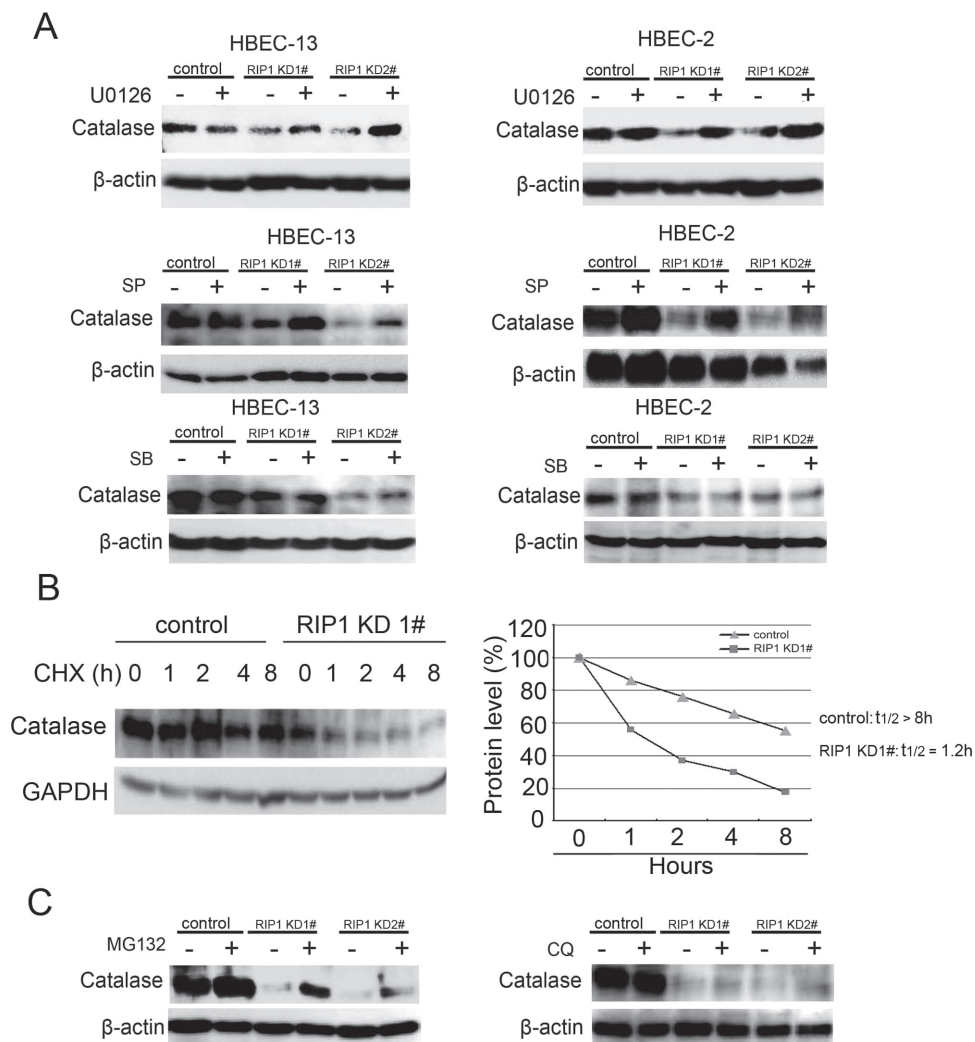 A
HBEC-13
control RIP1 KD1# RIP1 KD2#
U0126 - + - + - +
Catalase
β-actin
HBEC-2
control RIP1 KD1# RIP1 KD2#
U0126 - + - + - +
Catalase
β-actin
HBEC-13
control RIP1 KD1# RIP1 KD2#
SP - + - + - +
Catalase
β-actin
HBEC-2
control RIP1 KD1# RIP1 KD2#
SP - + - + - +
Catalase
β-actin
HBEC-13
control RIP1 KD1# RIP1 KD2#
SB - + - + - +
Catalase
β-actin
HBEC-2
control RIP1 KD1# RIP1 KD2#
SB - + - + - +
Catalase
β-actin
B
control RIP1 KD 1#
CHX (h) 0 1 2 4 8 0 1 2 4 8
Catalase
GAPDH
Protein level (%)
120
100
80
60
40
20
0
0 1 2 4 8
Hours
control
RIP1 KD1#
control: t1/2 > 8h
RIP1 KD1#: t1/2 = 1.2h
C
control RIP1 KD1# RIP1 KD2#
MG132 - + - + - +
Catalase
β-actin
control RIP1 KD1# RIP1 KD2#
CQ - + - + - +
Catalase
β-actin